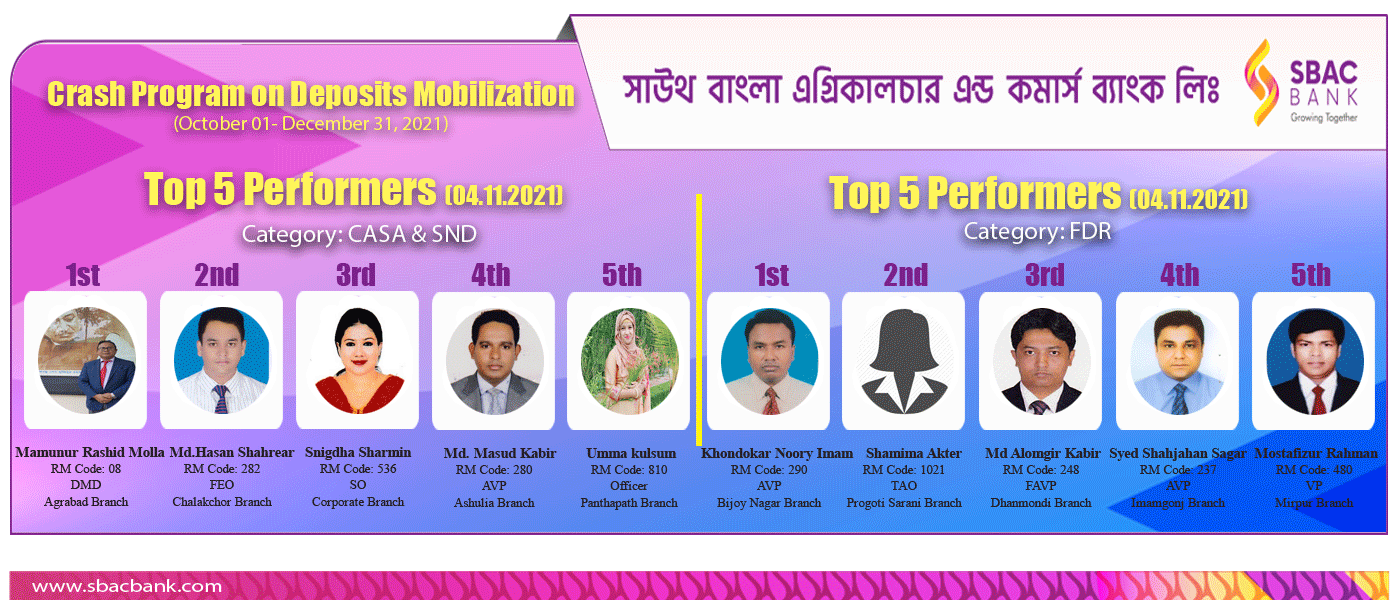 Crash Program on Deposits Mobilization
(October 01- December 31, 2021)
সাউথ বাংলা এগ্রিকালচার এন্ড কমার্স ব্যাংক লিঃ
SBAC
BANK
Growing Together
Top 5 Performers (04.11.2021)
Category: CASA & SND
1st
2nd
3rd
4th
5th
Mamunur Rashid Molla
RM Code: 08
DMD
Agrabad Branch
Md.Hasan Shahrear
RM Code: 282
FEO
Chalakchor Branch
Snigdha Sharmin
RM Code: 536
SO
Corporate Branch
Md. Masud Kabir
RM Code: 280
AVP
Ashulia Branch
Umma kulsum
RM Code: 810
Officer
Panthapath Branch
Top 5 Performers (04.11.2021)
Category: FDR
1st
2nd
3rd
4th
5th
Khondokar Noory Imam
RM Code: 290
AVP
Bijoy Nagar Branch
Shamima Akter
RM Code: 1021
TAO
Progoti Sarani Branch
Md Alomgir Kabir
RM Code: 248
FAVP
Dhanmondi Branch
Syed Shahjahan Sagar
RM Code: 237
AVP
Imamgonj Branch
Mostafizur Rahman
RM Code: 480
VP
Mirpur Branch
www.sbacbank.com